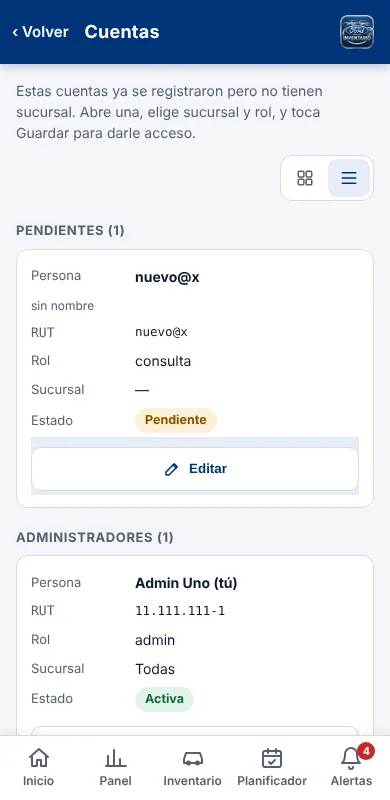 ‹ Volver Cuentas
Estas cuentas ya se registraron pero no tienen
sucursal. Abre una, elige sucursal y rol, y toca
Guardar para darle acceso.
PENDIENTES (1)
Persona nuevo@x
sin nombre
RUT nuevo@x
Rol consulta
Sucursal —
Estado Pendiente
Editar
ADMINISTRADORES (1)
Persona Admin Uno (tú)
RUT 11.111.111-1
Rol admin
Sucursal Todas
Estado Activa
4
Inicio Panel Inventario Planificador Alertas